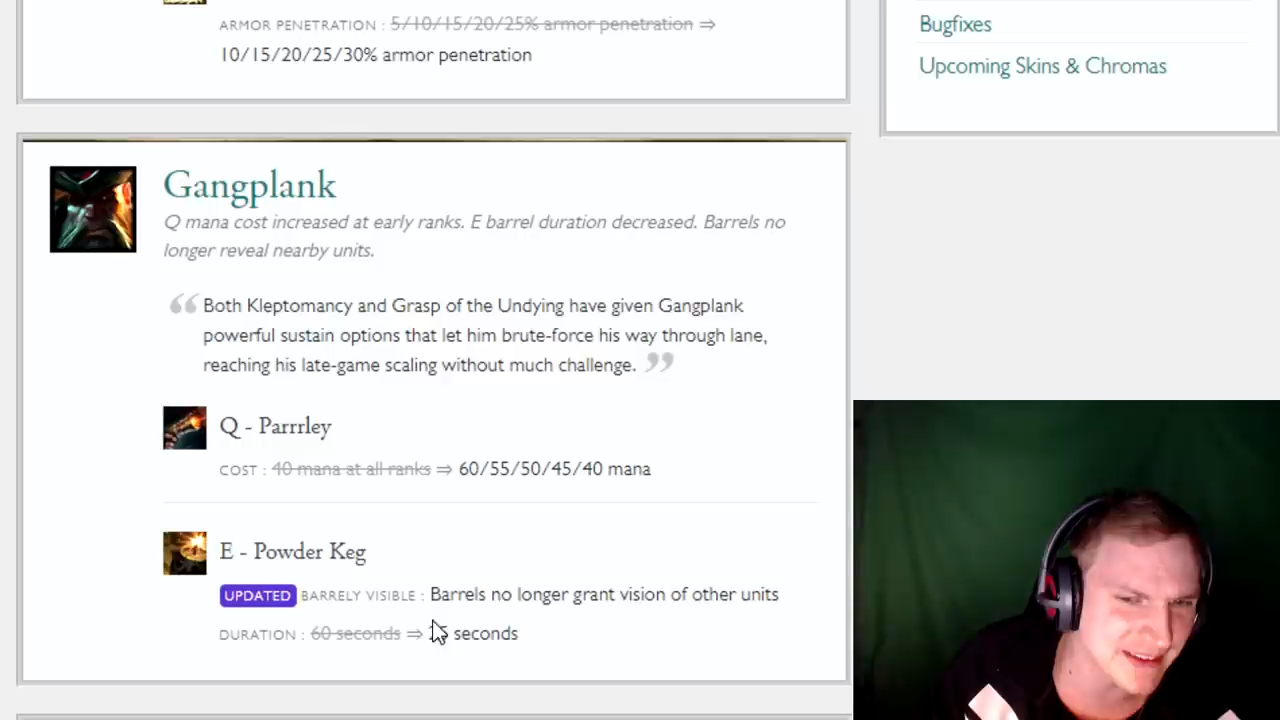 ARMOR PENETRATION : 5/10/15/20/25% armor penetration ⇒
10/15/20/25/30% armor penetration
Bugfixes
Upcoming Skins & Chromas
Gangplank
Q mana cost increased at early ranks. E barrel duration decreased. Barrels no
longer reveal nearby units.
“ Both Kleptomancy and Grasp of the Undying have given Gangplank
powerful sustain options that let him brute-force his way through lane,
reaching his late-game scaling without much challenge. ”
Q - Parrrley
COST : 40 mana at all ranks ⇒ 60/55/50/45/40 mana
E - Powder Keg
UPDATED BARRELY VISIBLE : Barrels no longer grant vision of other units
DURATION : 60 seconds ⇒ seconds